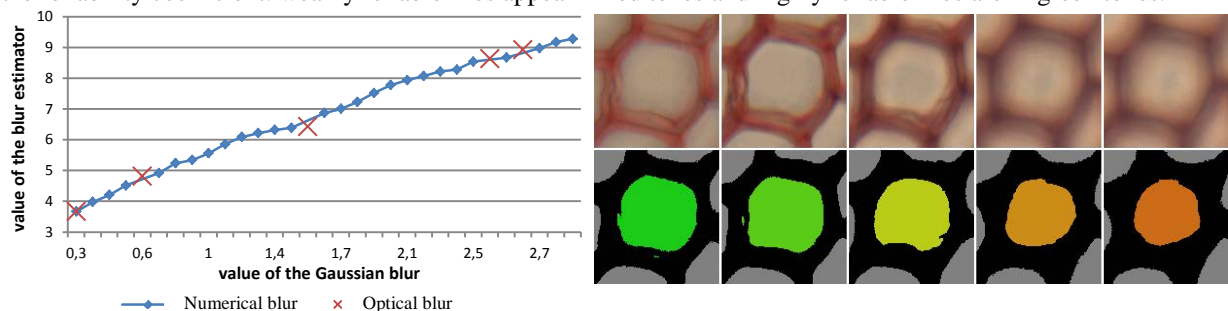 10
9
8
7
6
5
4
3
value of the blur estimator
0,3 0,6 1 1,4 1,7 2,1 2,5 2,7
value of the Gaussian blur
Numerical blur Optical blur